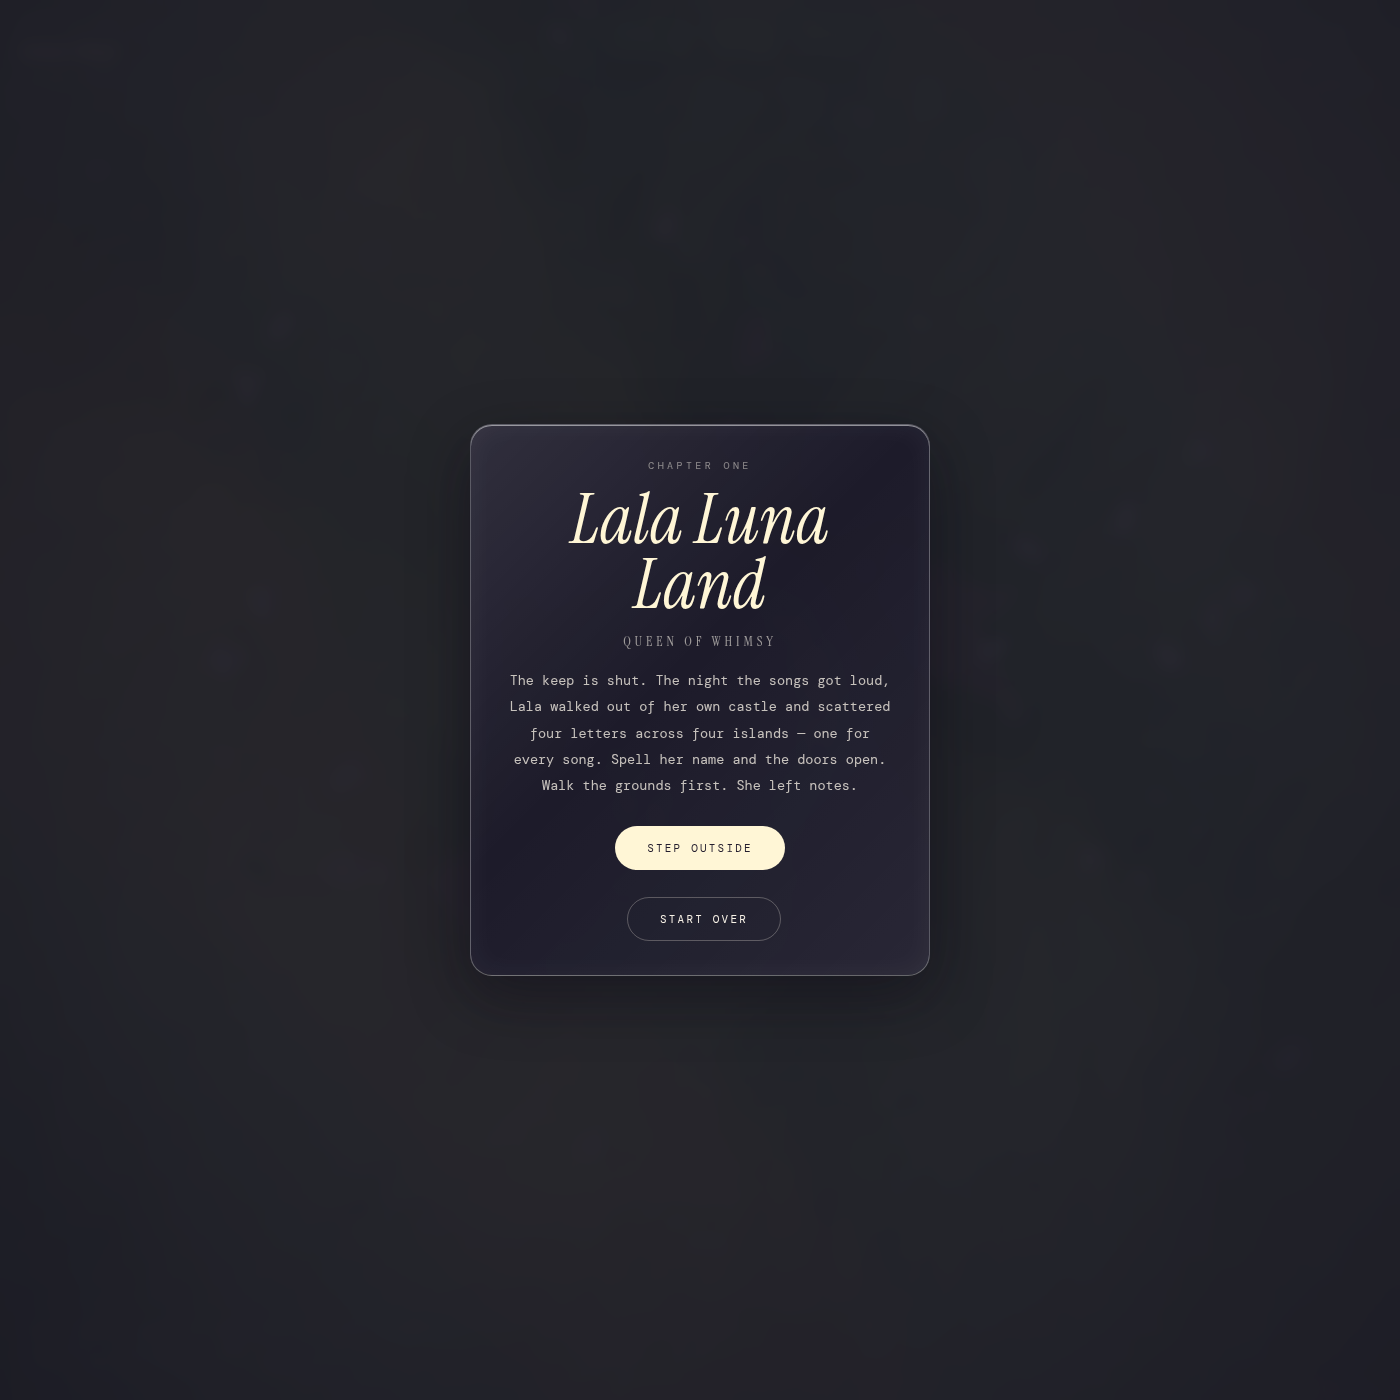 CHAPTER ONE
Lala Luna
Land
QUEEN OF WHIMSY
The keep is shut. The night the songs got loud,
Lala walked out of her own castle and scattered
four letters across four islands — one for
every song. Spell her name and the doors open.
Walk the grounds first. She left notes.
STEP OUTSIDE
START OVER